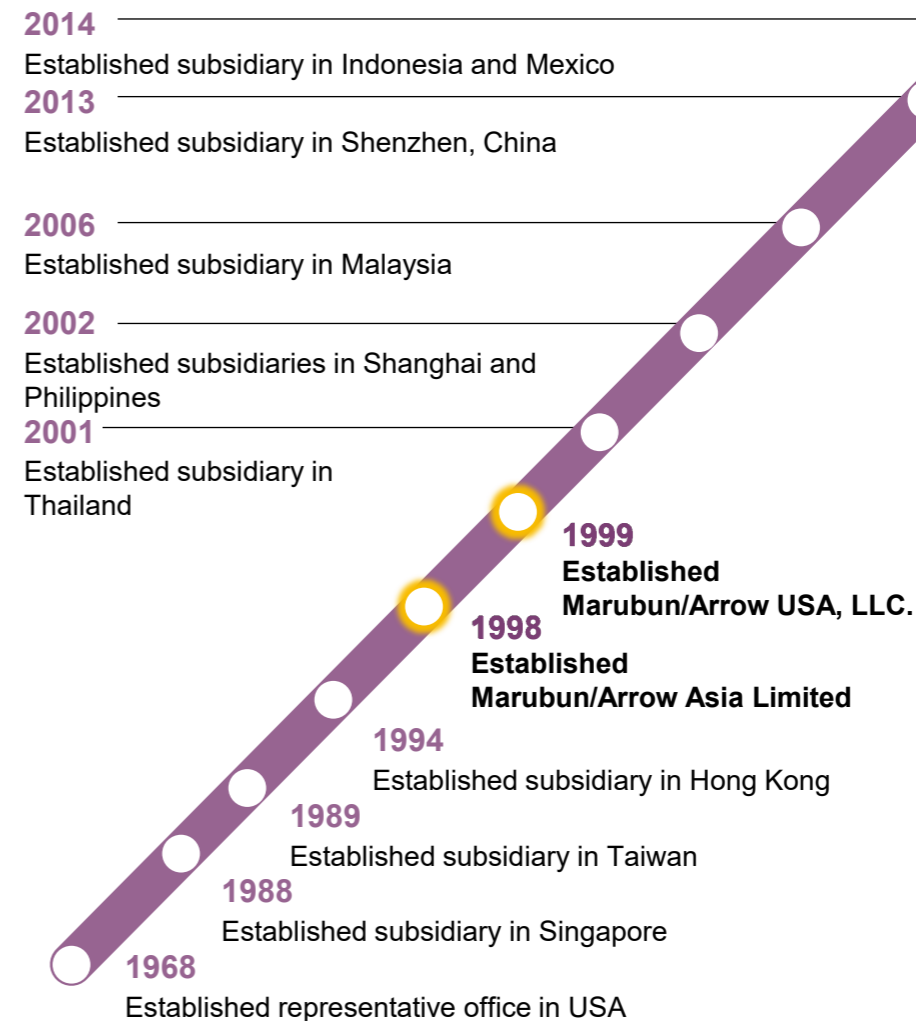 2014
Established subsidiary in Indonesia and Mexico
2013
Established subsidiary in Shenzhen, China
2006
Established subsidiary in Malaysia
2002
Established subsidiaries in Shanghai and
Philippines
2001
Established subsidiary in
Thailand
1999
Established
Marubun/Arrow USA, LLC.
1998
Established
Marubun/Arrow Asia Limited
1994
Established subsidiary in Hong Kong
1989
Established subsidiary in Taiwan
1988
Established subsidiary in Singapore
1968
Established representative office in USA